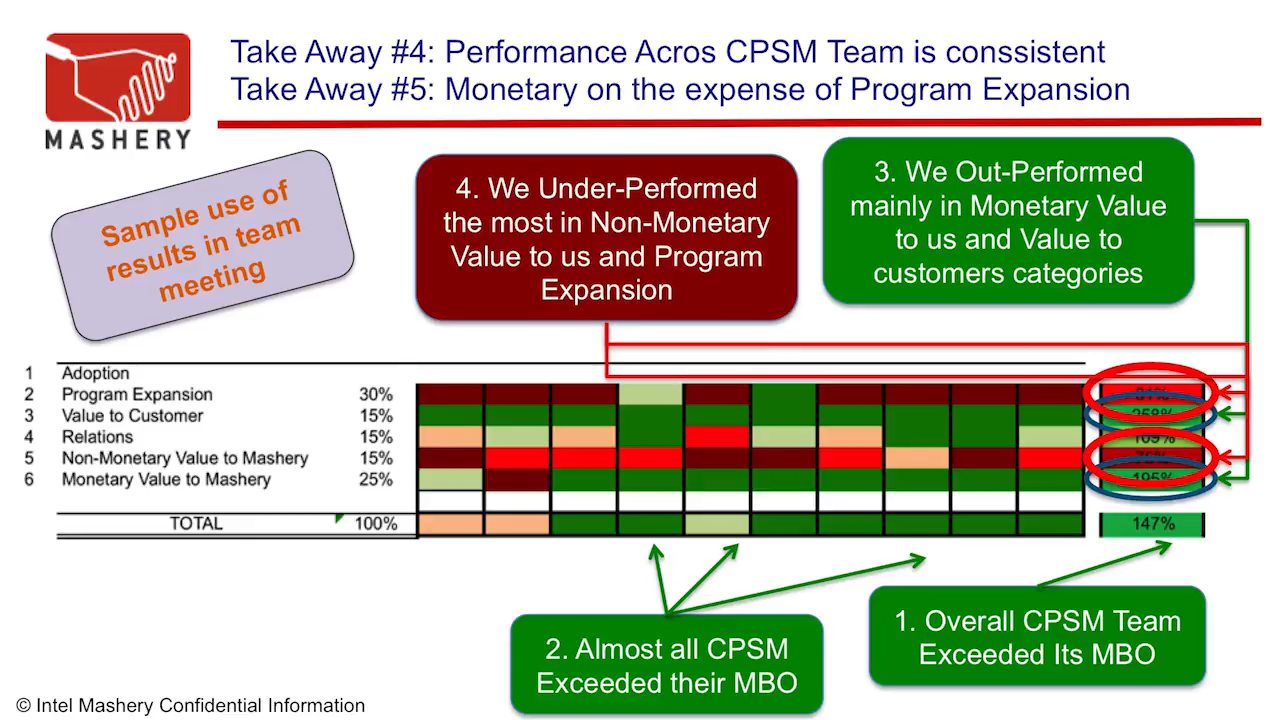 MASHERY
Take Away #4: Performance Acros CPSM Team is conssistent
Take Away #5: Monetary on the expense of Program Expansion
Sample use of
results in team
meeting
4. We Under-Performed
the most in Non-Monetary
Value to us and Program
Expansion
3. We Out-Performed
mainly in Monetary Value
to us and Value to
customers categories
1 Adoption
2 Program Expansion 30%
3 Value to Customer 15%
4 Relations 15% 109%
5 Non-Monetary Value to Mashery 15%
6 Monetary Value to Mashery 25% 195%
TOTAL 100% 147%
2. Almost all CPSM
Exceeded their MBO
1. Overall CPSM Team
Exceeded Its MBO
© Intel Mashery Confidential Information